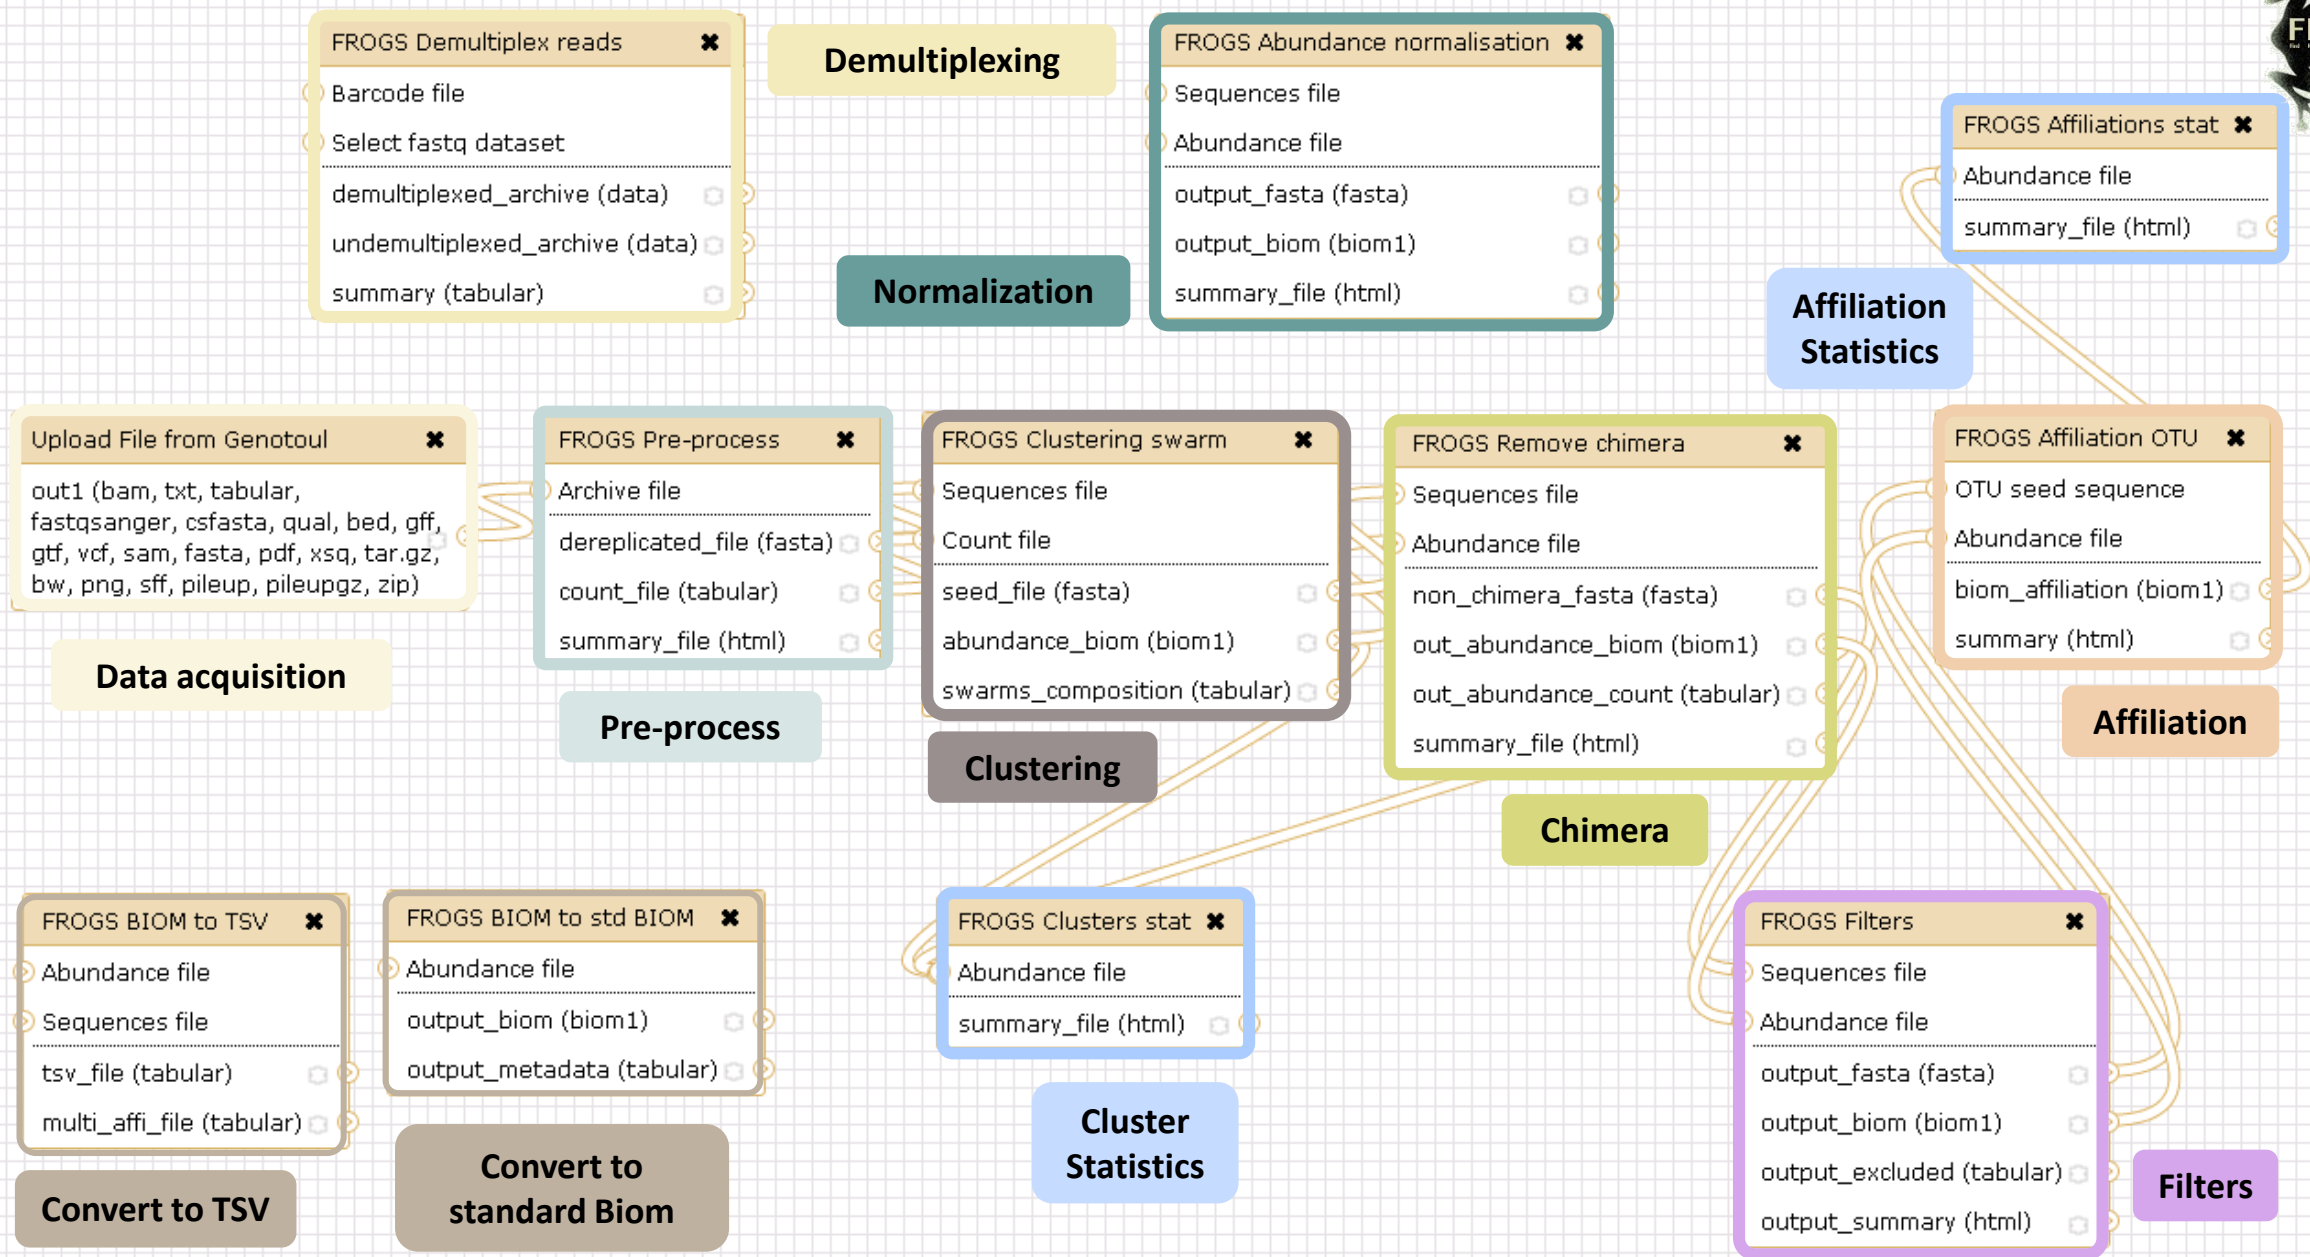 FROGS Demultiplex reads
Barcode file
Select fastq dataset
demultiplexed_archive (data)
undemultiplexed_archive (data)
summary (tabular)
Demultiplexing
Normalization
FROGS Abundance normalisation
Sequences file
Abundance file
output_fasta (fasta)
output_biom (biom1)
summary_file (html)
FROGS Affiliations stat
Abundance file
summary_file (html)
Affiliation
Statistics
Upload File from Genotoul
out1 (bam, txt, tabular,
fastqsanger, csfasta, qual, bed, gff,
gtf, vcf, sam, fasta, pdf, xsq, tar.gz,
bw, png, sff, pileup, pileupgz, zip)
Data acquisition
FROGS Pre-process
Archive file
dereplicated_file (fasta)
count_file (tabular)
summary_file (html)
Pre-process
FROGS Clustering swarm
Sequences file
Count file
seed_file (fasta)
abundance_biom (biom1)
swarms_composition (tabular)
Clustering
FROGS Remove chimera
Sequences file
Abundance file
non_chimera_fasta (fasta)
out_abundance_biom (biom1)
out_abundance_count (tabular)
summary_file (html)
Chimera
FROGS Affiliation OTU
OTU seed sequence
Abundance file
biom_affiliation (biom1)
summary (html)
Affiliation
FROGS BIOM to TSV
Abundance file
Sequences file
tsv_file (tabular)
multi_affi_file (tabular)
Convert to TSV
FROGS BIOM to std BIOM
Abundance file
output_biom (biom1)
output_metadata (tabular)
Convert to
standard Biom
FROGS Clusters stat
Abundance file
summary_file (html)
Cluster
Statistics
FROGS Filters
Sequences file
Abundance file
output_fasta (fasta)
output_biom (biom1)
output_excluded (tabular)
output_summary (html)
Filters